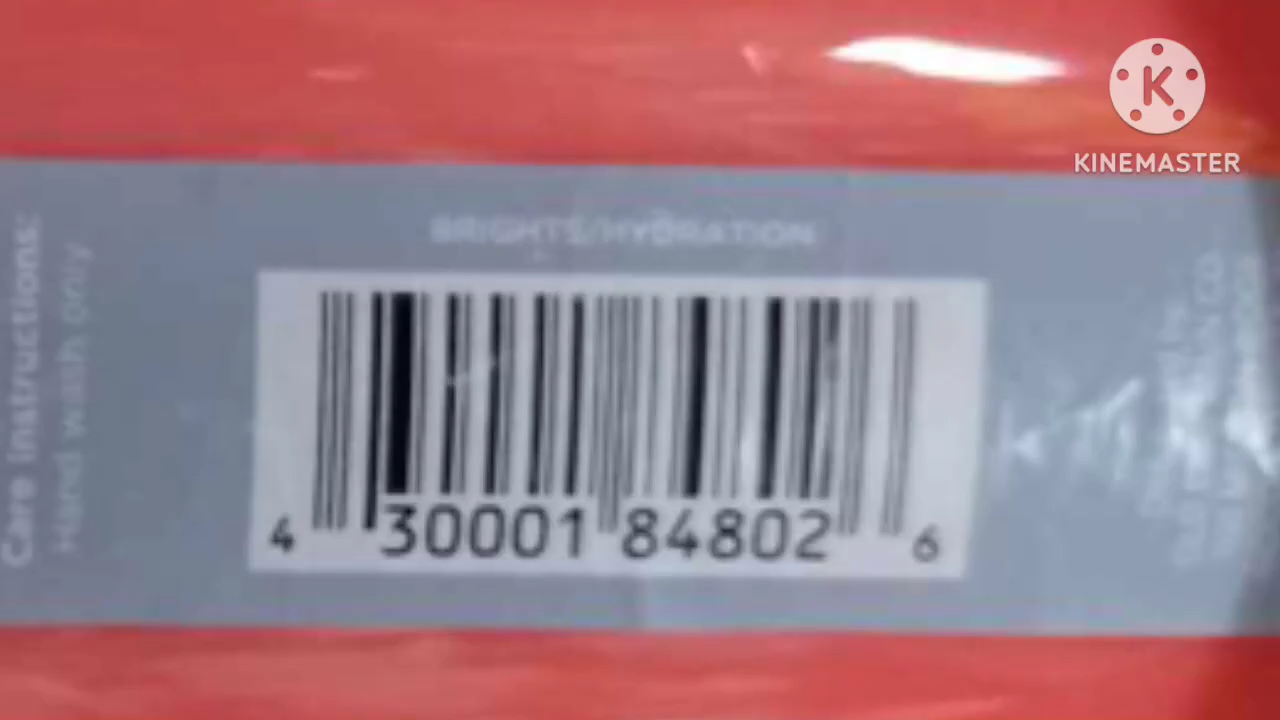 K
KINEMASTER
BRIGHTS/HYDRATION
Care instructions:
Hand wash only
4 30001 84802 6